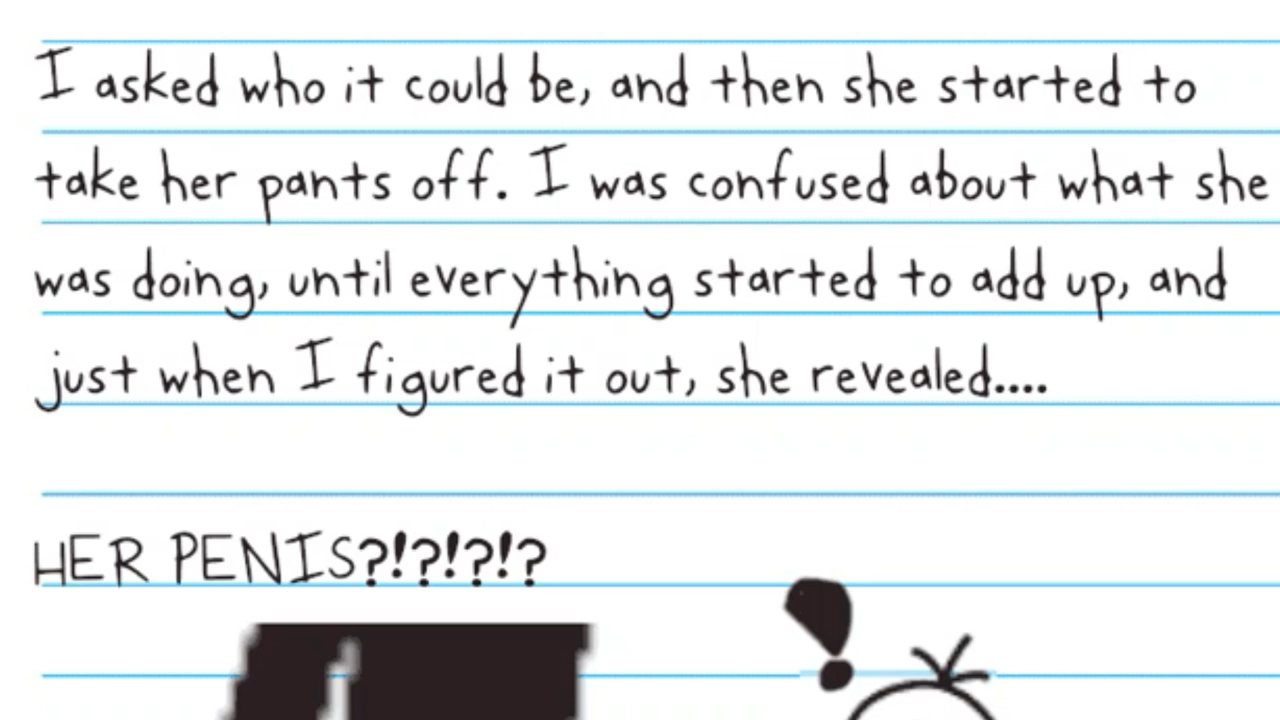 I asked who it could be, and then she started to
take her pants off. I was confused about what she
was doing, until everything started to add up, and
just when I figured it out, she revealed....
HER PENIS?!?!?!?